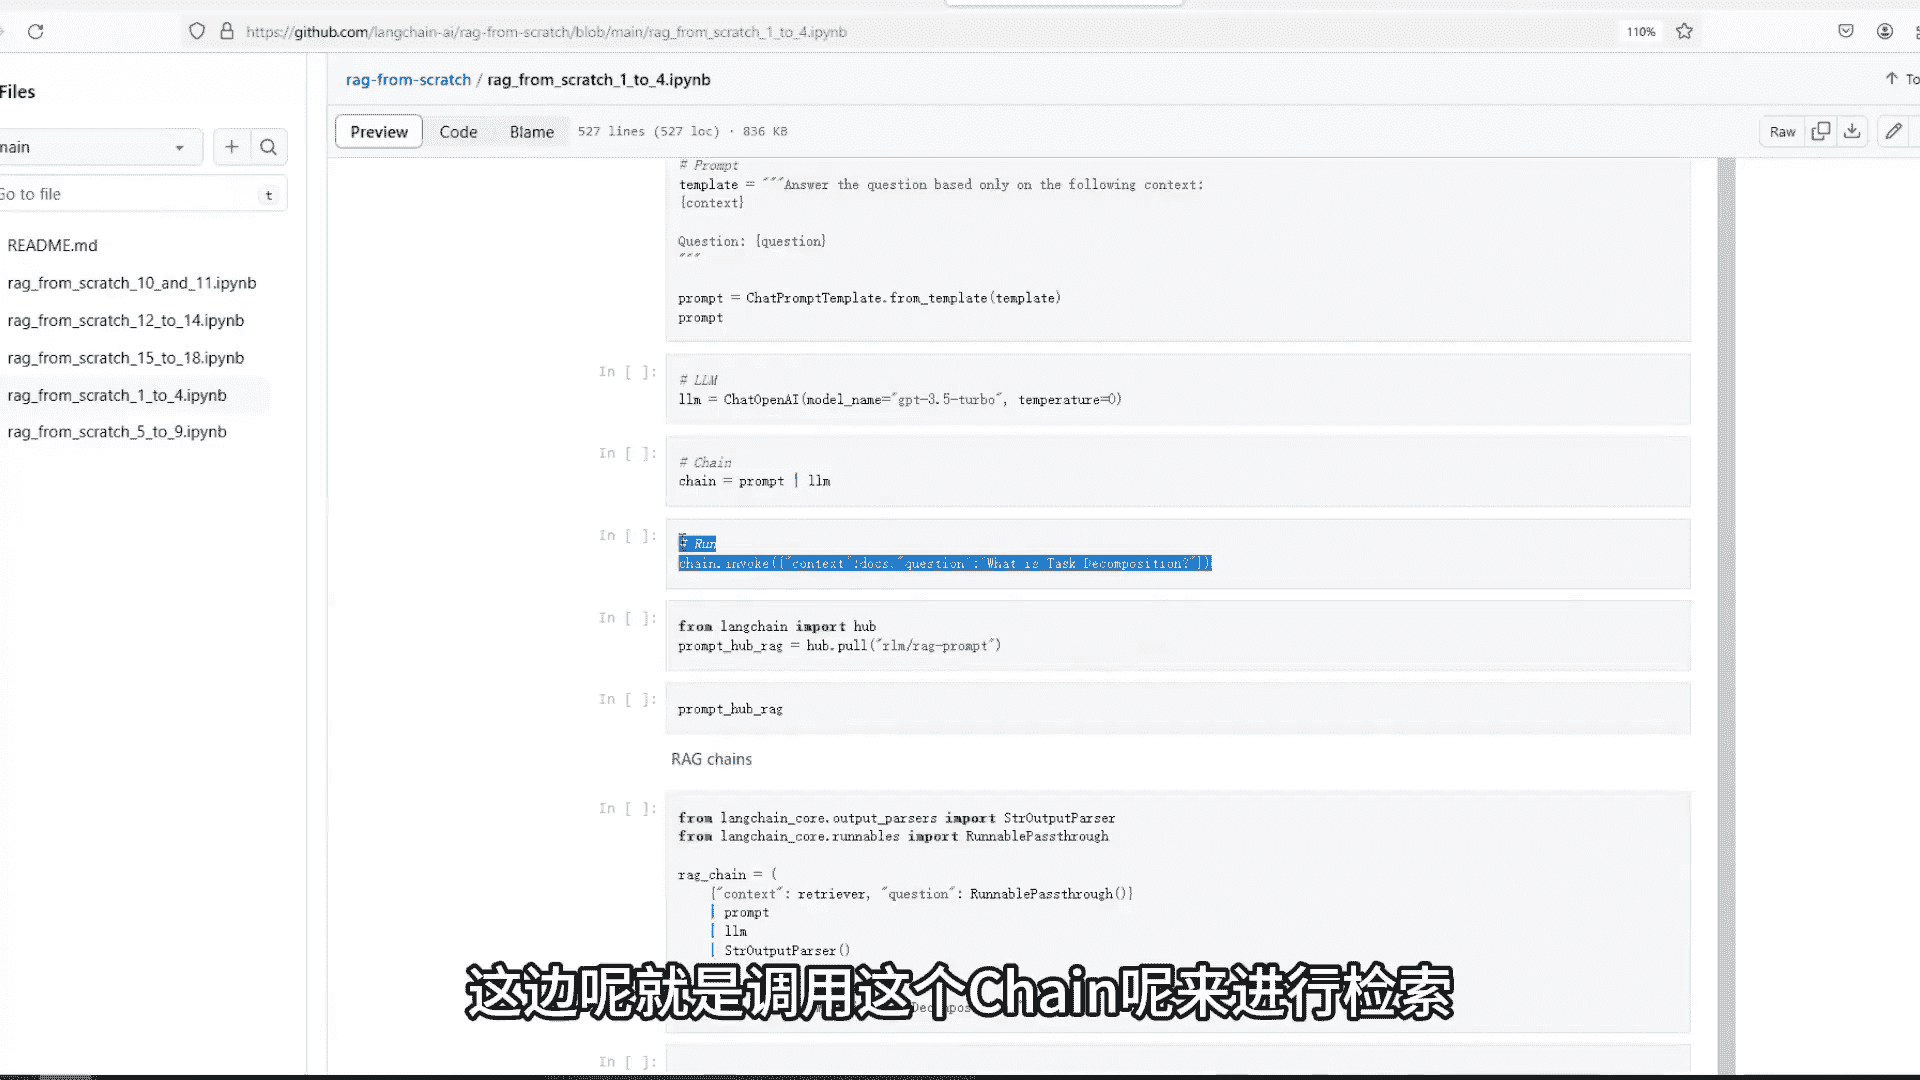 https://github.com/langchain-ai/rag-from-scratch/blob/main/rag_from_scratch_1_to_4.ipynb
110%
Files
rag-from-scratch / rag_from_scratch_1_to_4.ipynb
To
nain
Preview
Code
Blame
527 lines (527 loc) · 836 KB
Raw
Go to file
t
README.md
rag_from_scratch_10_and_11.ipynb
rag_from_scratch_12_to_14.ipynb
rag_from_scratch_15_to_18.ipynb
rag_from_scratch_1_to_4.ipynb
rag_from_scratch_5_to_9.ipynb
# Prompt
template = """Answer the question based only on the following context:
{context}
Question: {question}
"""
prompt = ChatPromptTemplate.from_template(template)
prompt
In [ ]:
# LLM
llm = ChatOpenAI(model_name="gpt-3.5-turbo", temperature=0)
In [ ]:
# Chain
chain = prompt | llm
In [ ]:
# Run
chain.invoke({"context":docs,"question":"What is Task Decomposition?"})
In [ ]:
from langchain import hub
prompt_hub_rag = hub.pull("rlm/rag-prompt")
In [ ]:
prompt_hub_rag
RAG chains
In [ ]:
from langchain_core.output_parsers import StrOutputParser
from langchain_core.runnables import RunnablePassthrough
rag_chain = (
{"context": retriever, "question": RunnablePassthrough()}
| prompt
| llm
| StrOutputParser()
这边呢就是调用这个Chain呢来进行检索
In [ ]: